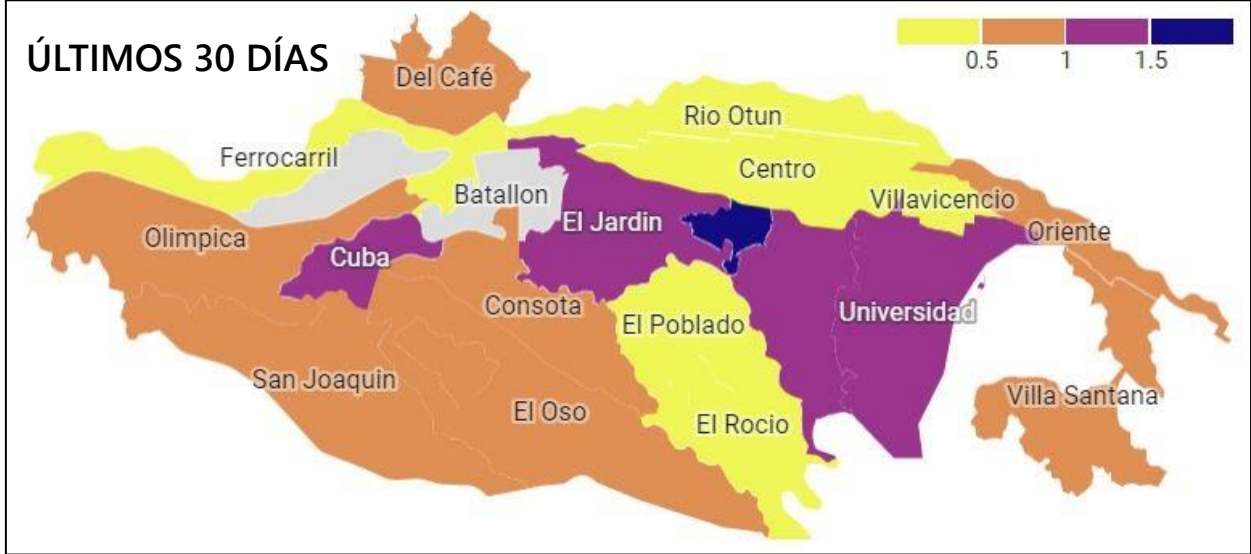 ÚLTIMOS 30 DÍAS
0.5 1 1.5
Del Café
Rio Otun
Ferrocarril
Centro
Batallon
Villavicencio
El Jardin
Olimpica
Oriente
Cuba
Consota
Universidad
El Poblado
San Joaquin
Villa Santana
El Oso
El Rocio